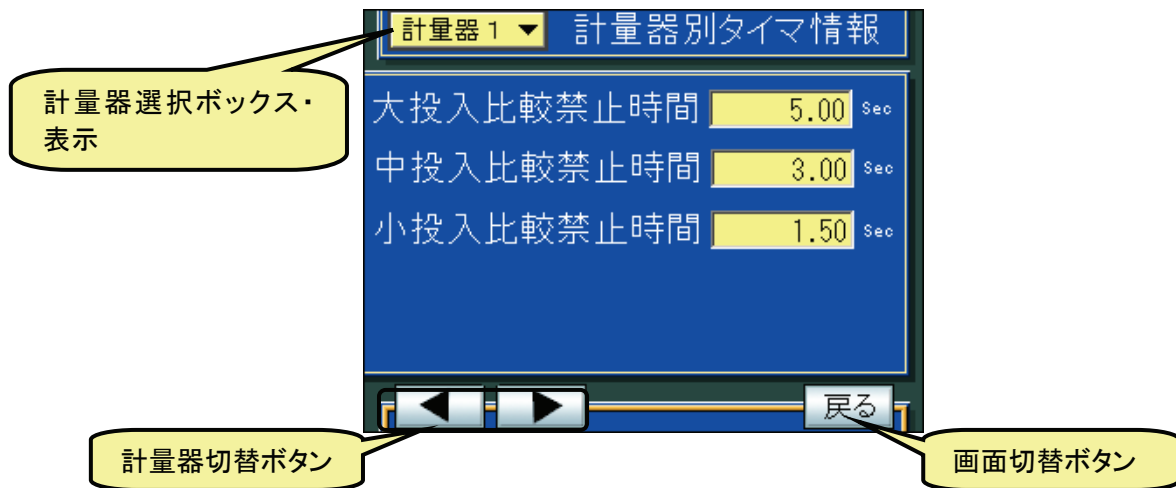 計量器1 ▼ 計量器別タイマ情報
計量器選択ボックス・
表示
大投入比較禁止時間 5.00 Sec
中投入比較禁止時間 3.00 Sec
小投入比較禁止時間 1.50 Sec
◀ ▶ 戻る
計量器切替ボタン 画面切替ボタン